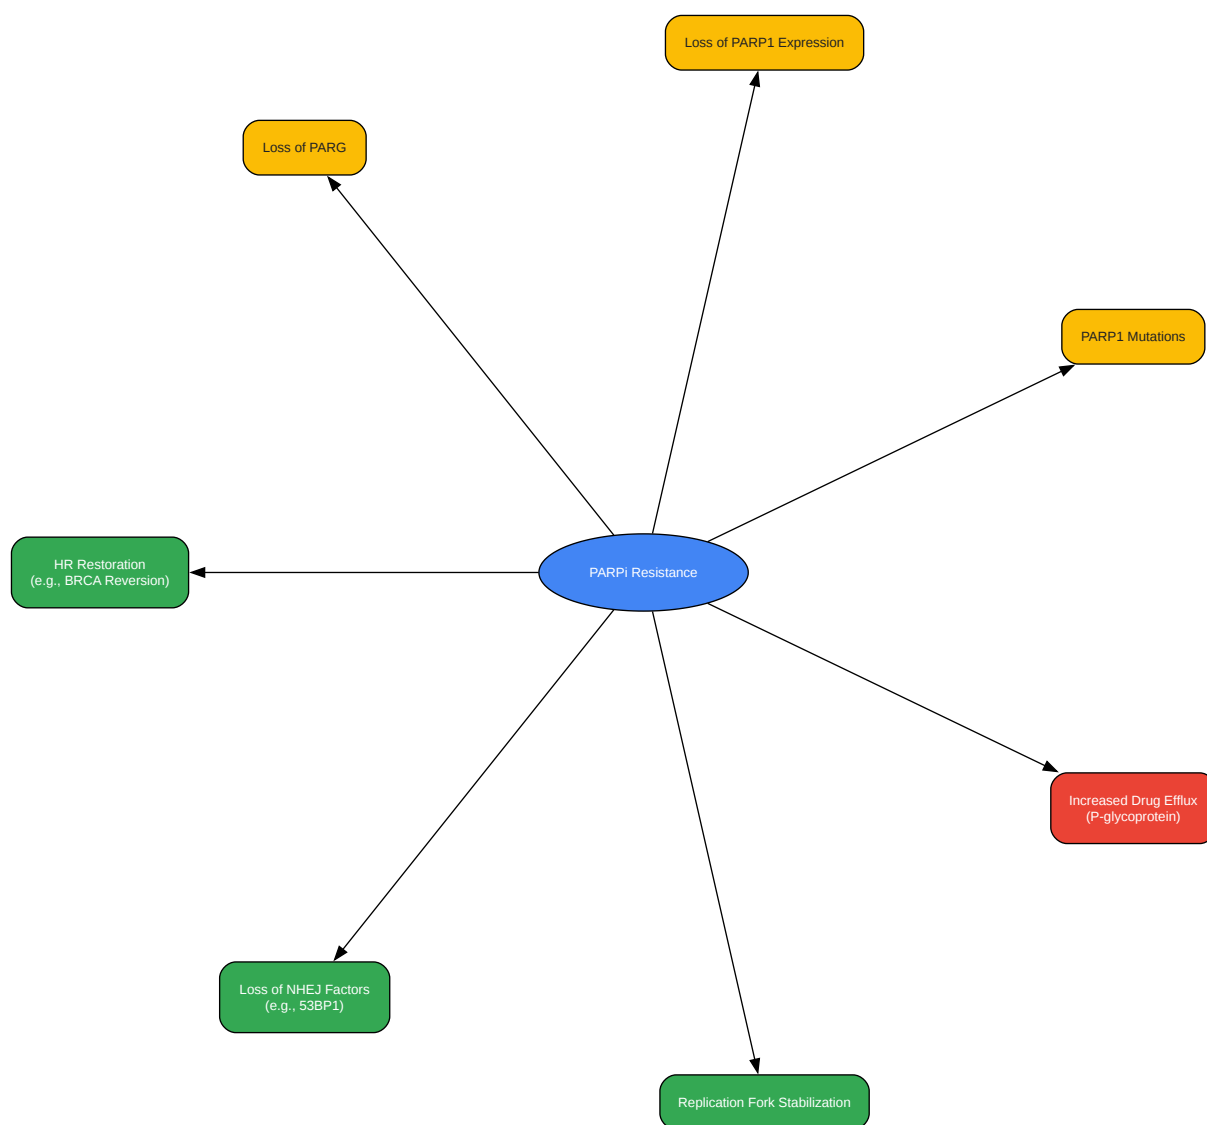 Loss of PARP1 Expression
Loss of PARG
PARP1 Mutations
HR Restoration
(e.g., BRCA Reversion)
PARPi Resistance
Increased Drug Efflux
(P-glycoprotein)
Loss of NHEJ Factors
(e.g., 53BP1)
Replication Fork Stabilization